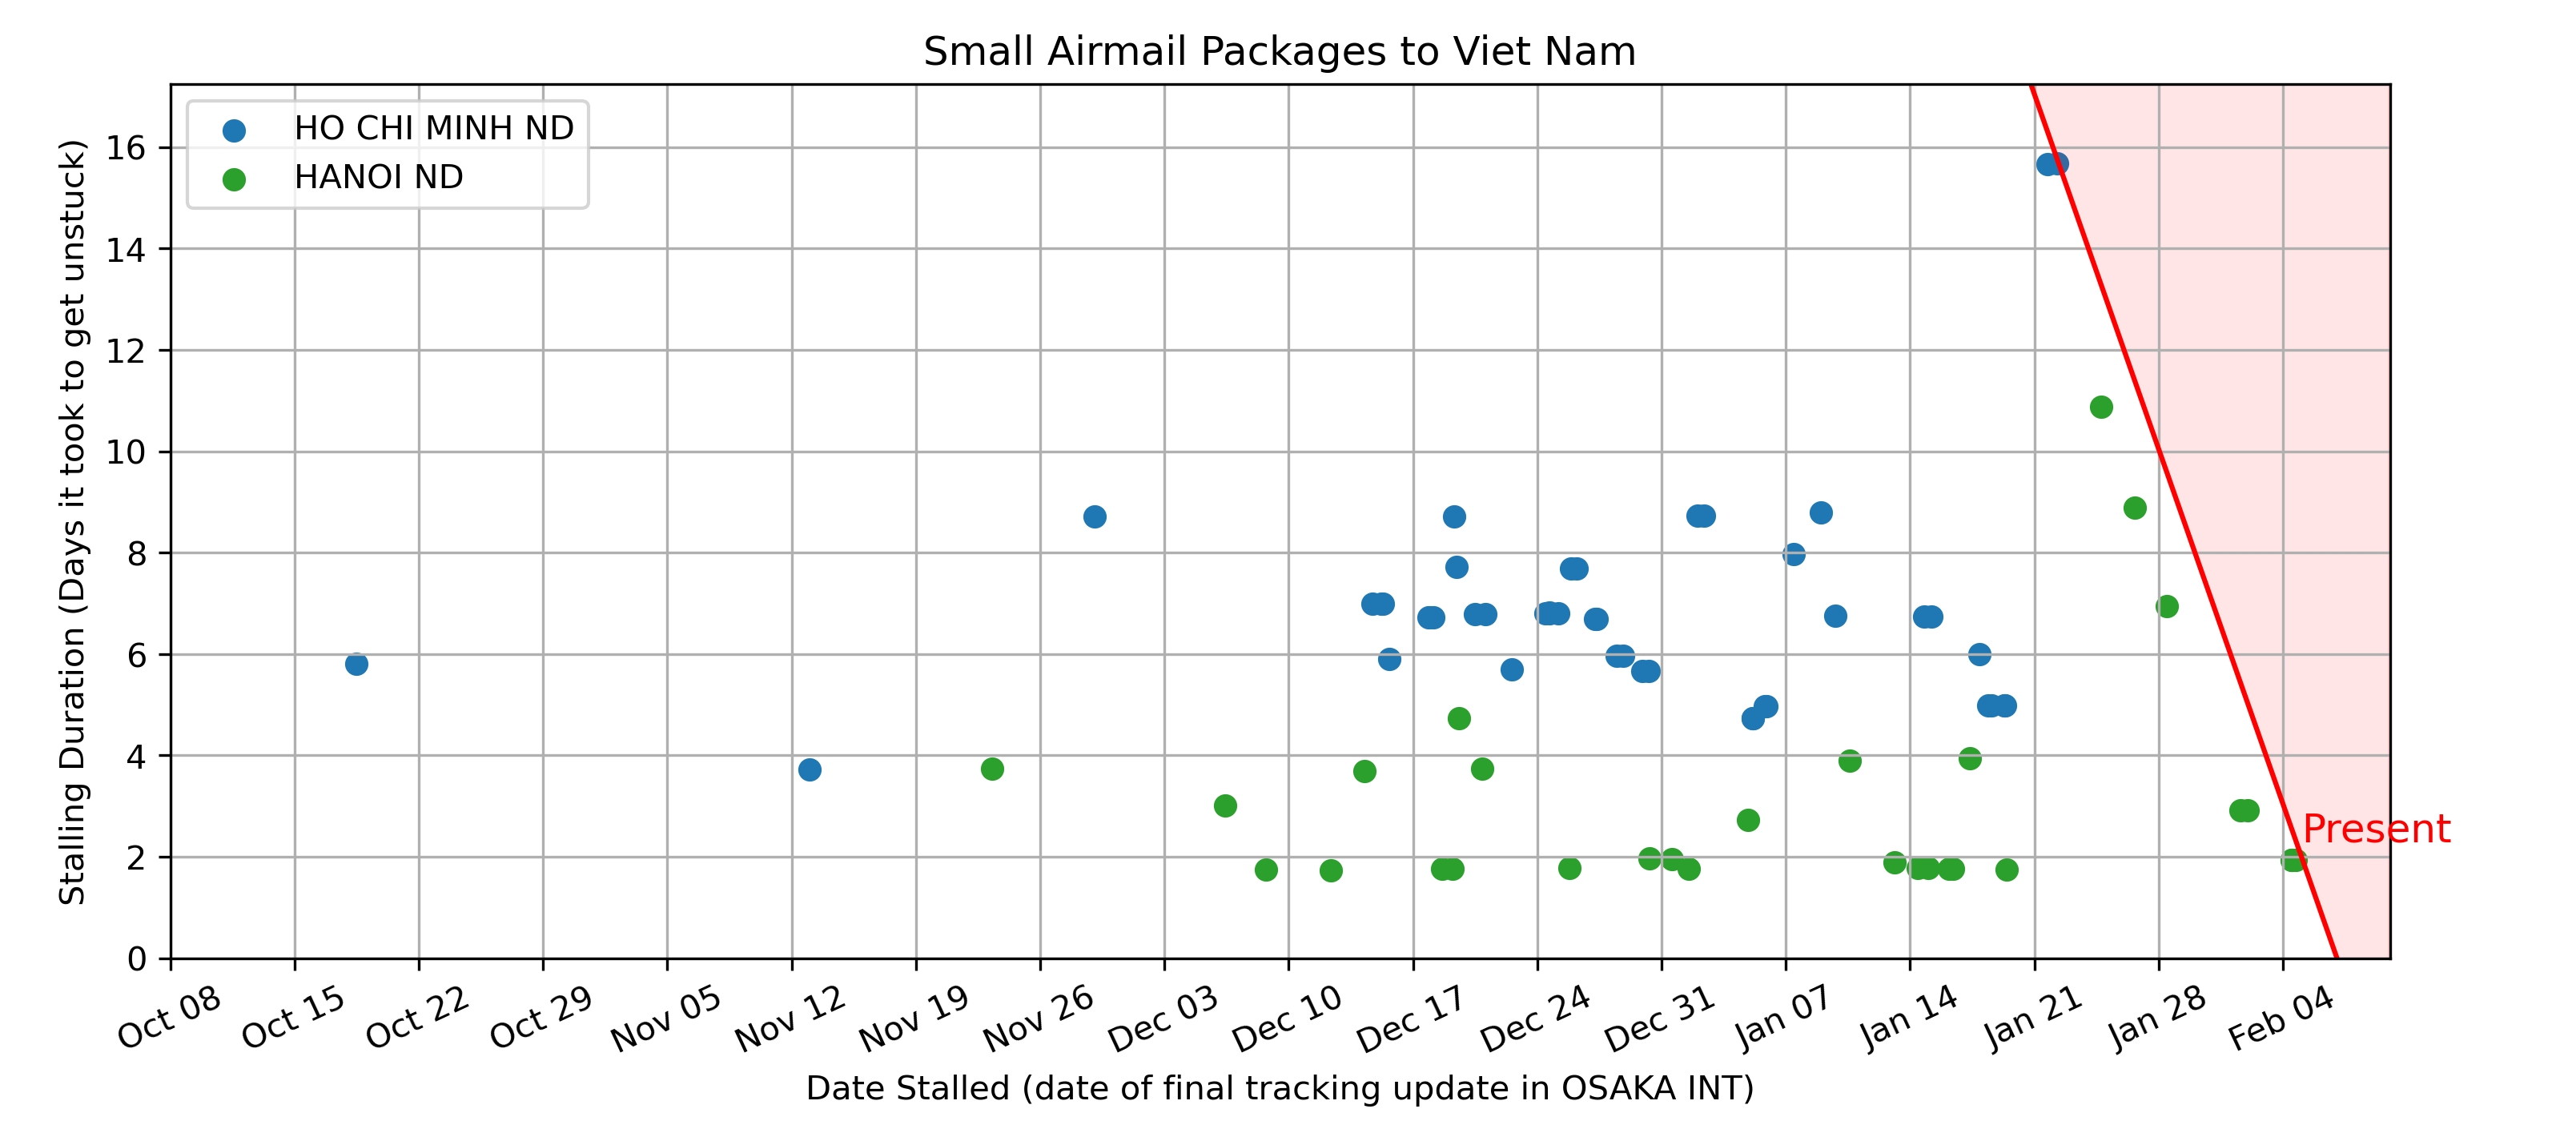 Small Airmail Packages to Viet Nam
HO CHI MINH ND
HANOI ND
Stalling Duration (Days it took to get unstuck)
16
14
12
10
8
6
4
2
0
Present
Oct 08
Oct 15
Oct 22
Oct 29
Nov 05
Nov 12
Nov 19
Nov 26
Dec 03
Dec 10
Dec 17
Dec 24
Dec 31
Jan 07
Jan 14
Jan 21
Jan 28
Feb 04
Date Stalled (date of final tracking update in OSAKA INT)